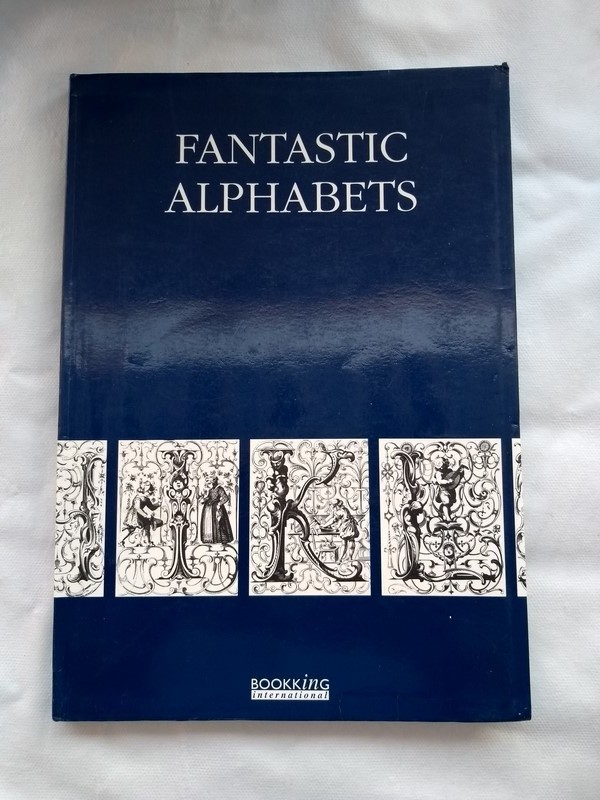 FANTASTIC
ALPHABETS
I K L
BOOKKING
international